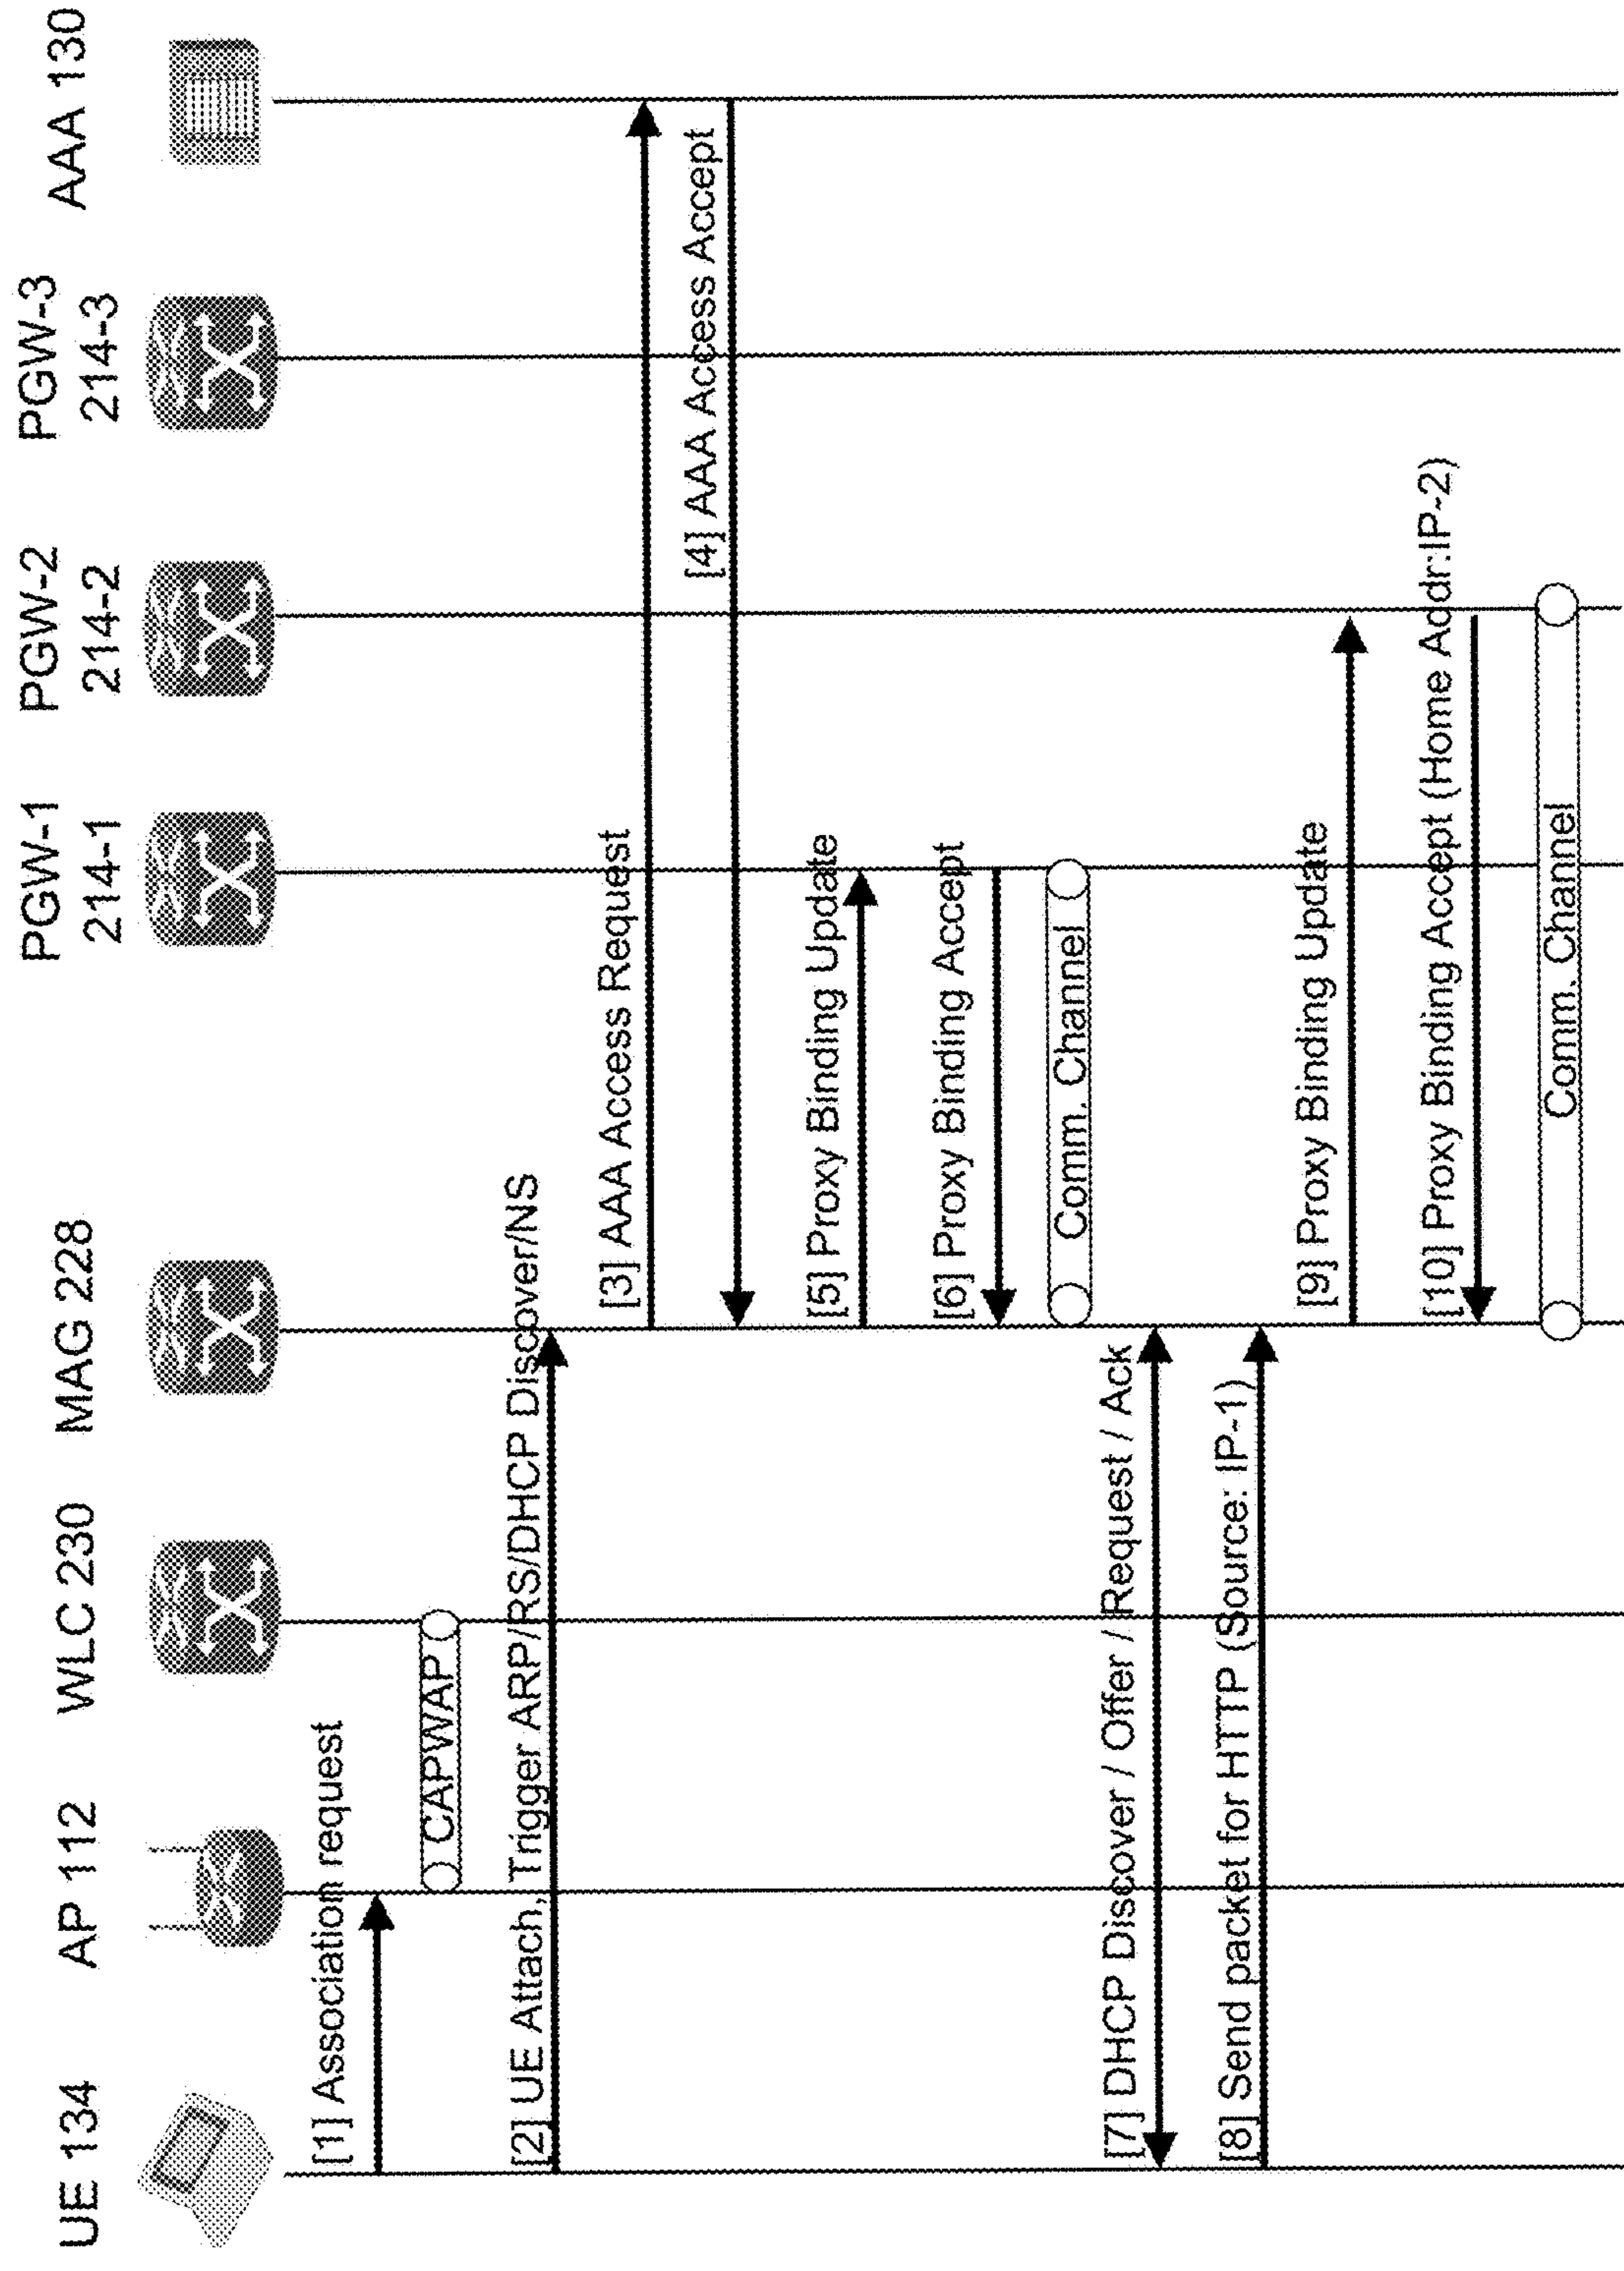 UE 134
AP 112
WLC 230
MAG 228
PGW-1
214-1
PGW-2
214-2
PGW-3
214-3
AAA 130
[1] Association request
CAPWAP
[2] UE Attach, Trigger ARP/RS/DHCP Discover/NS
[3] AAA Access Request
[4] AAA Access Accept
[5] Proxy Binding Update
[6] Proxy Binding Accept
Comm. Channel
[7] DHCP Discover / Offer / Request / Ack
[8] Send packet for HTTP (Source: IP-1)
[9] Proxy Binding Update
[10] Proxy Binding Accept (Home Addr:IP-2)
Comm. Channel